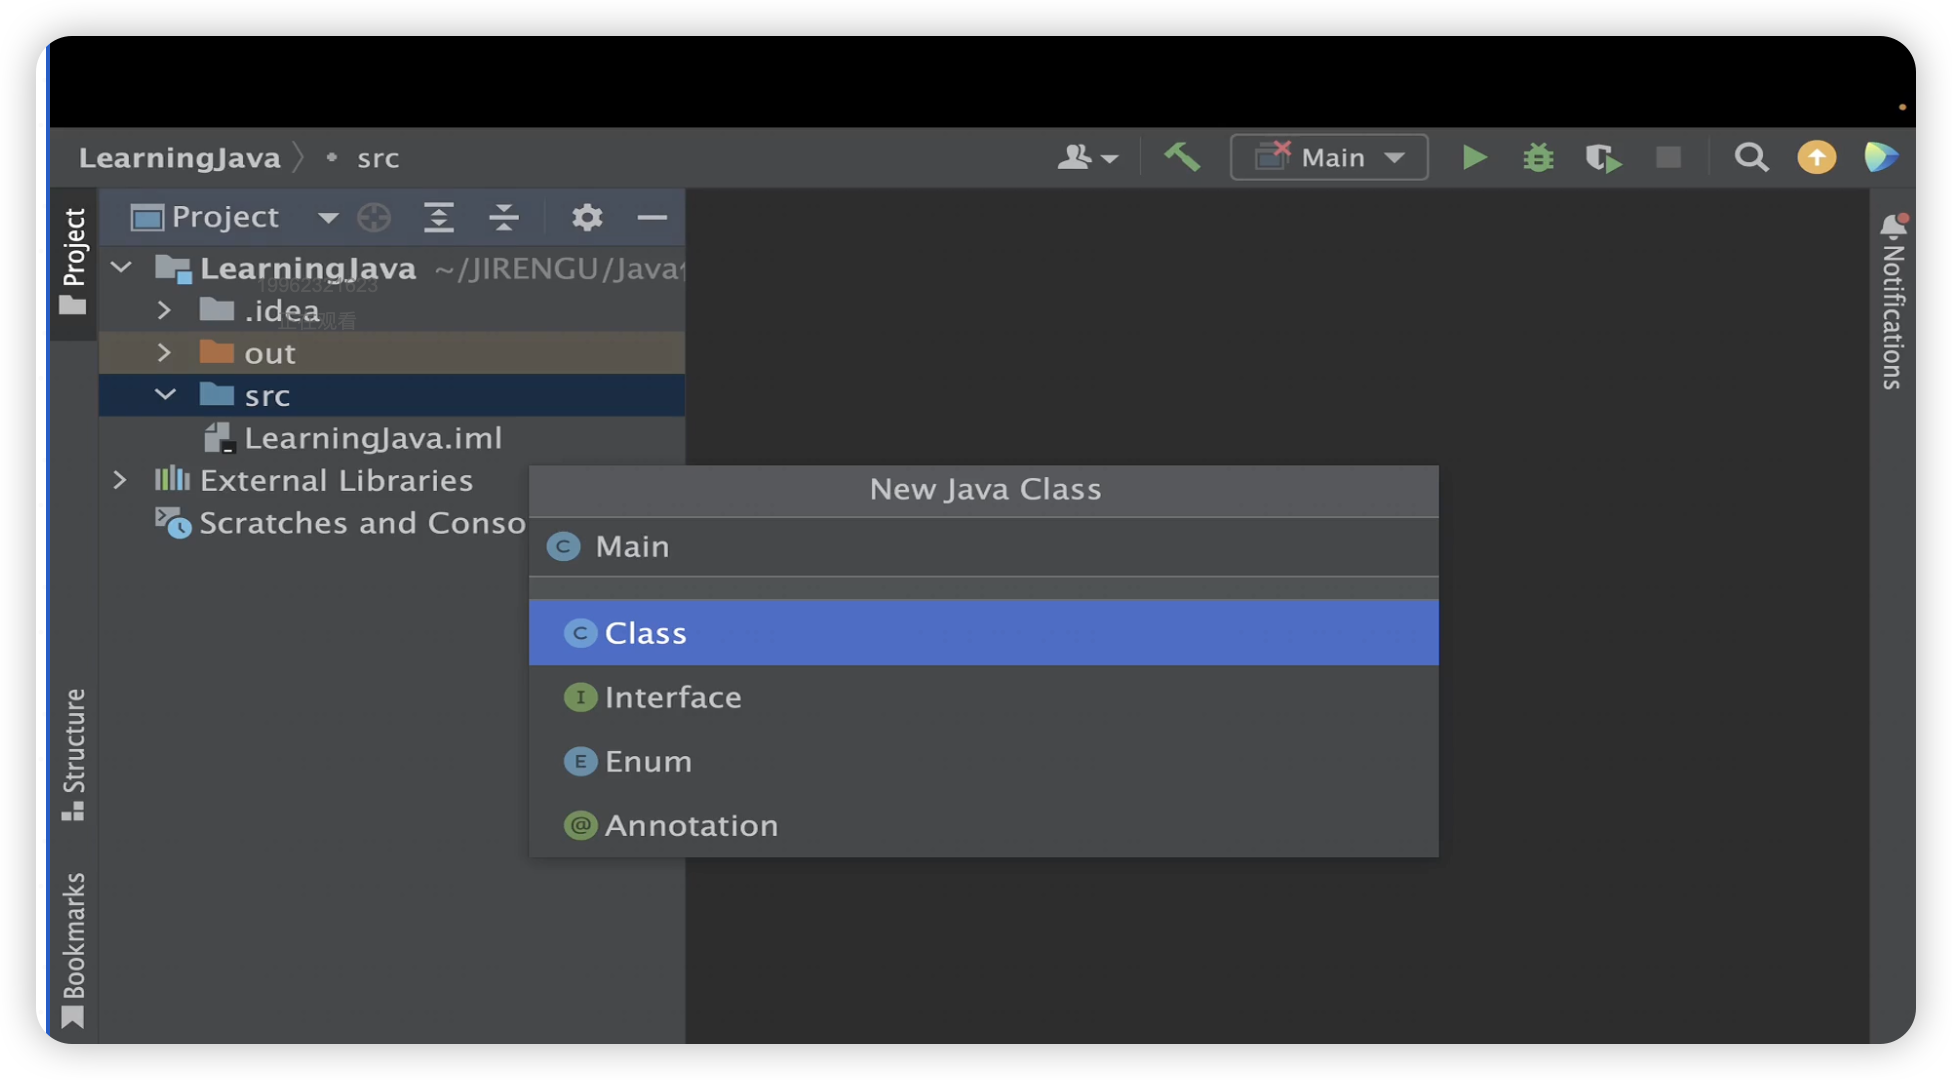 LearningJava
src
Main
Project
Project
LearningJava ~/JIRENGU/Java
19962321623
.idea
正在观看
out
src
LearningJava.iml
External Libraries
Scratches and Conso
New Java Class
Main
Class
Interface
Enum
Annotation
Structure
Bookmarks
Notifications